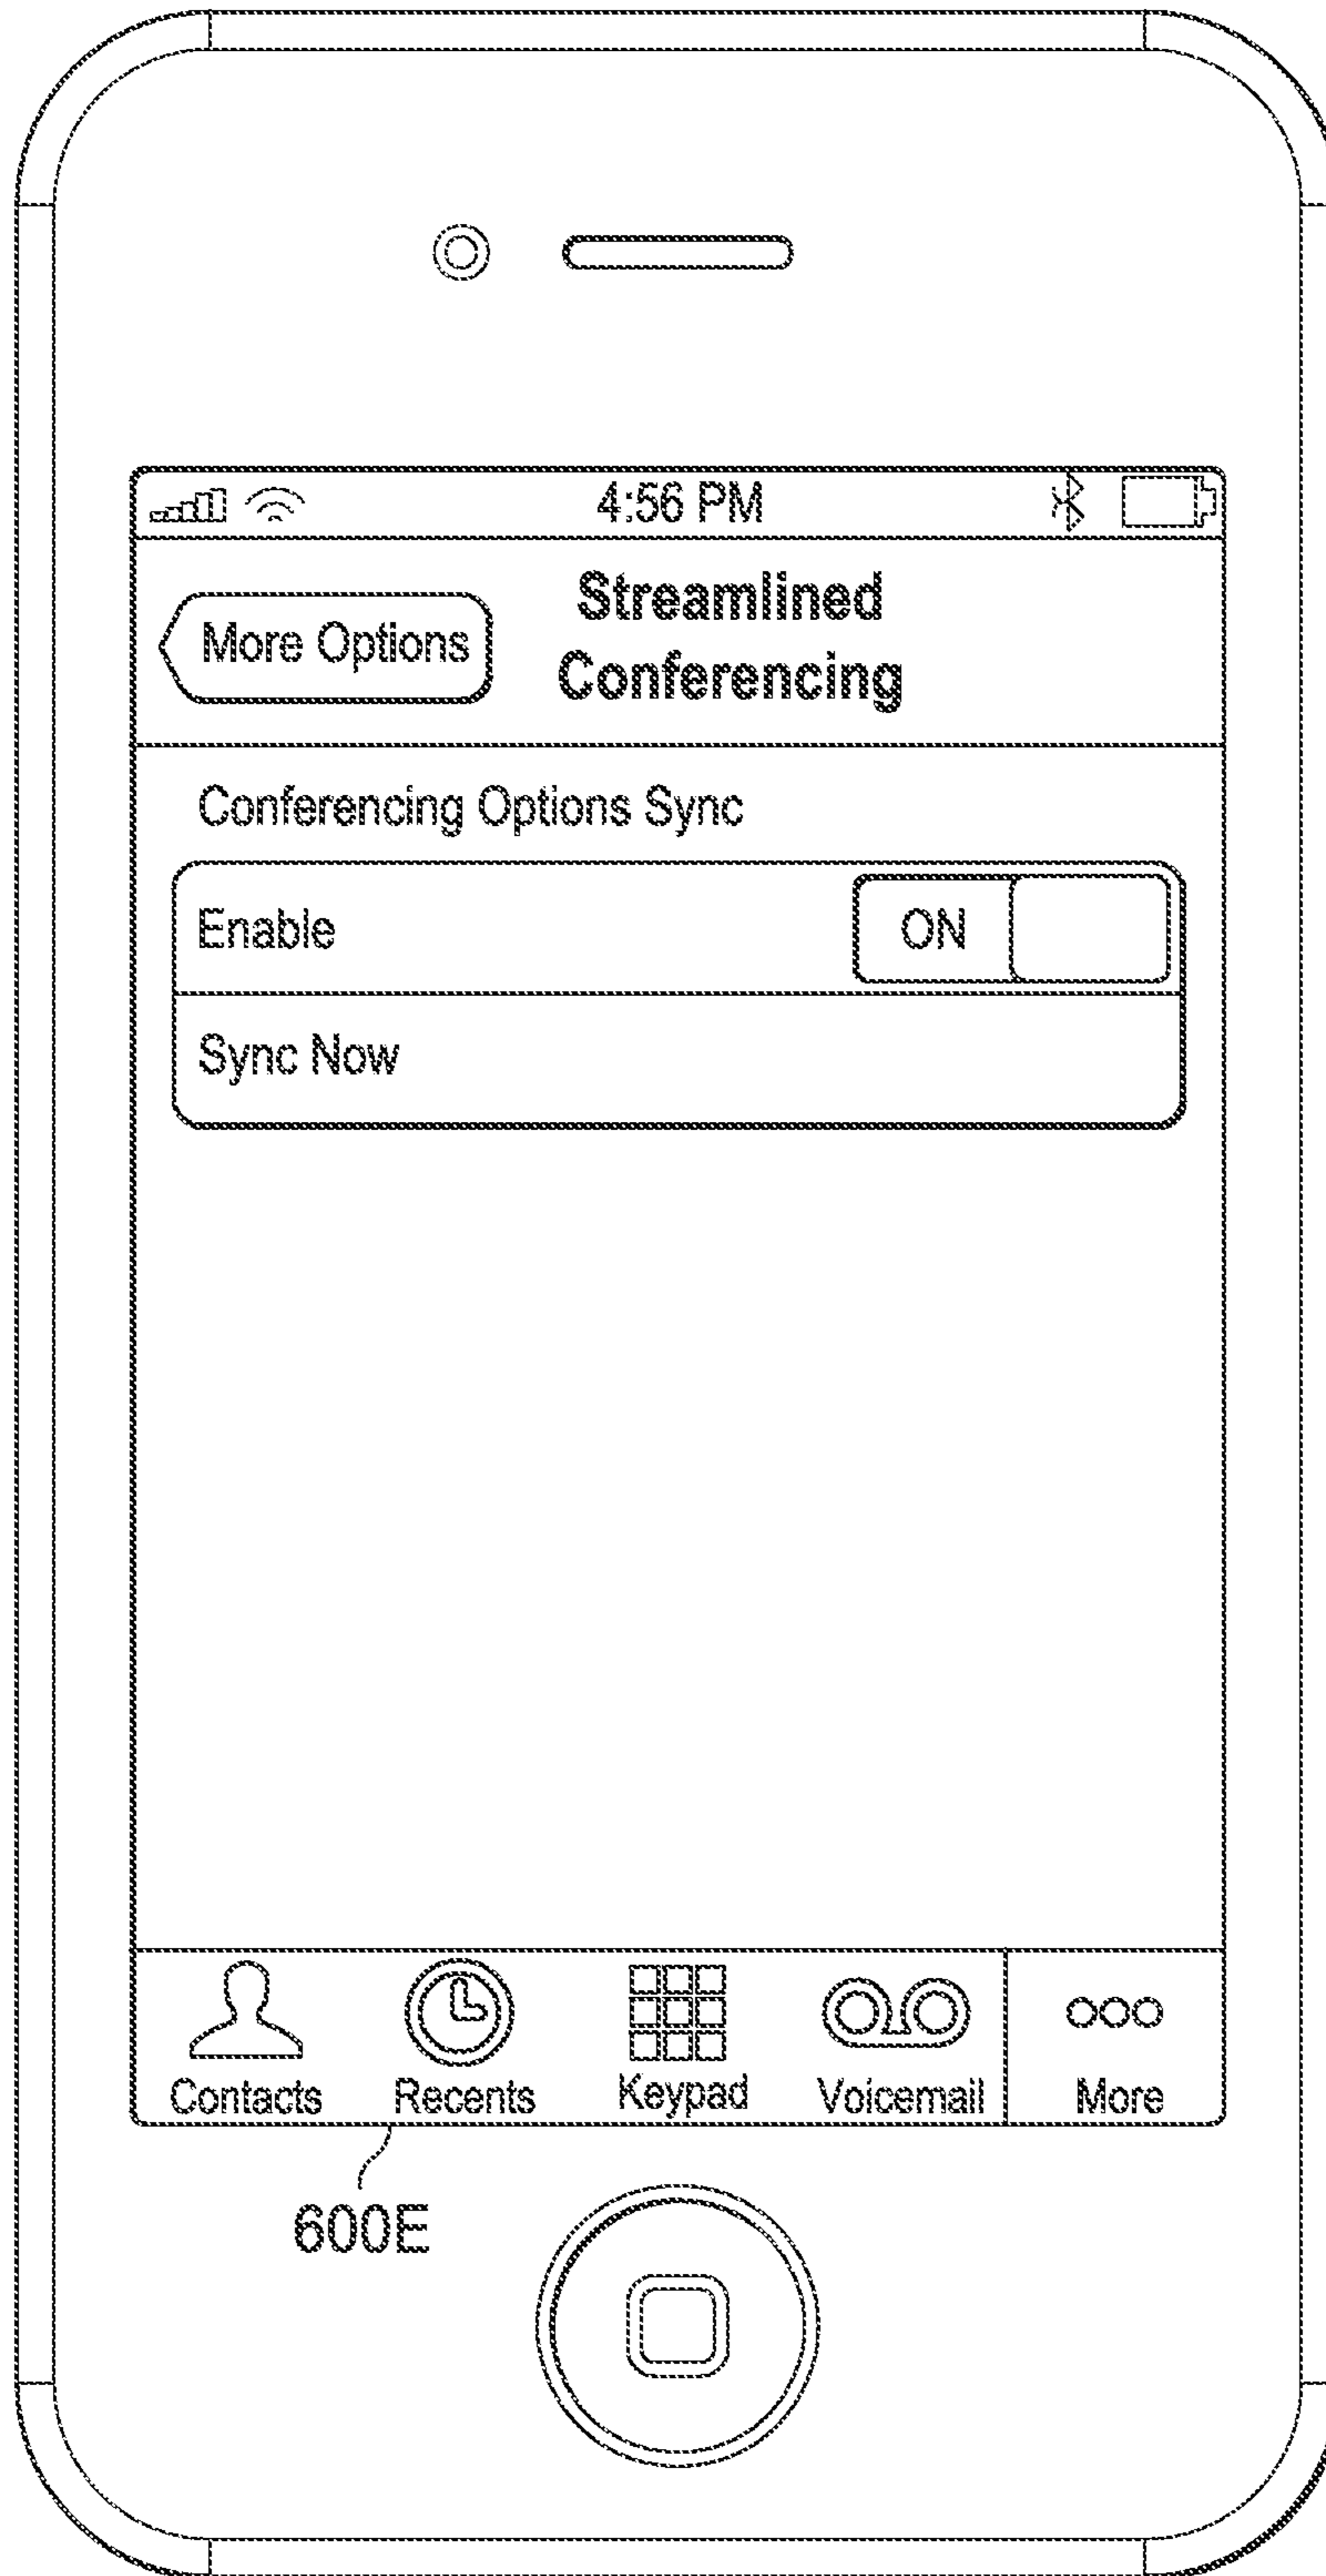 4:56 PM
More Options
Streamlined
Conferencing
Conferencing Options Sync
Enable
ON
Sync Now
Contacts
Recents
Keypad
Voicemail
More
600E